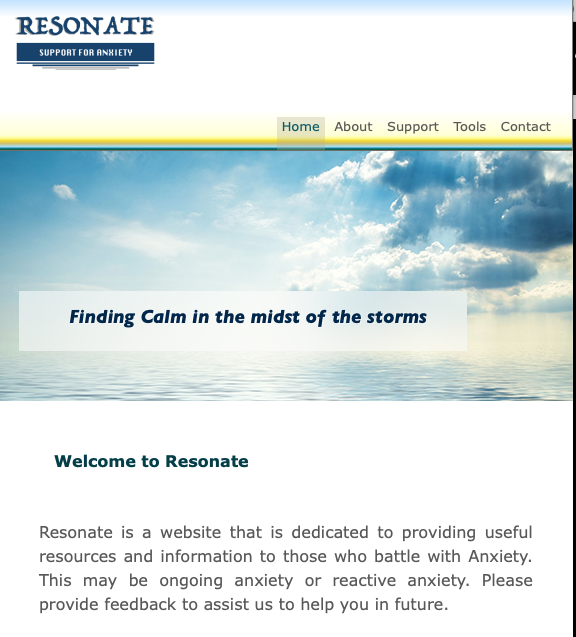 RESONATE
SUPPORT FOR ANXIETY
Home About Support Tools Contact
Finding Calm in the midst of the storms
Welcome to Resonate
Resonate is a website that is dedicated to providing useful
resources and information to those who battle with Anxiety.
This may be ongoing anxiety or reactive anxiety. Please
provide feedback to assist us to help you in future.